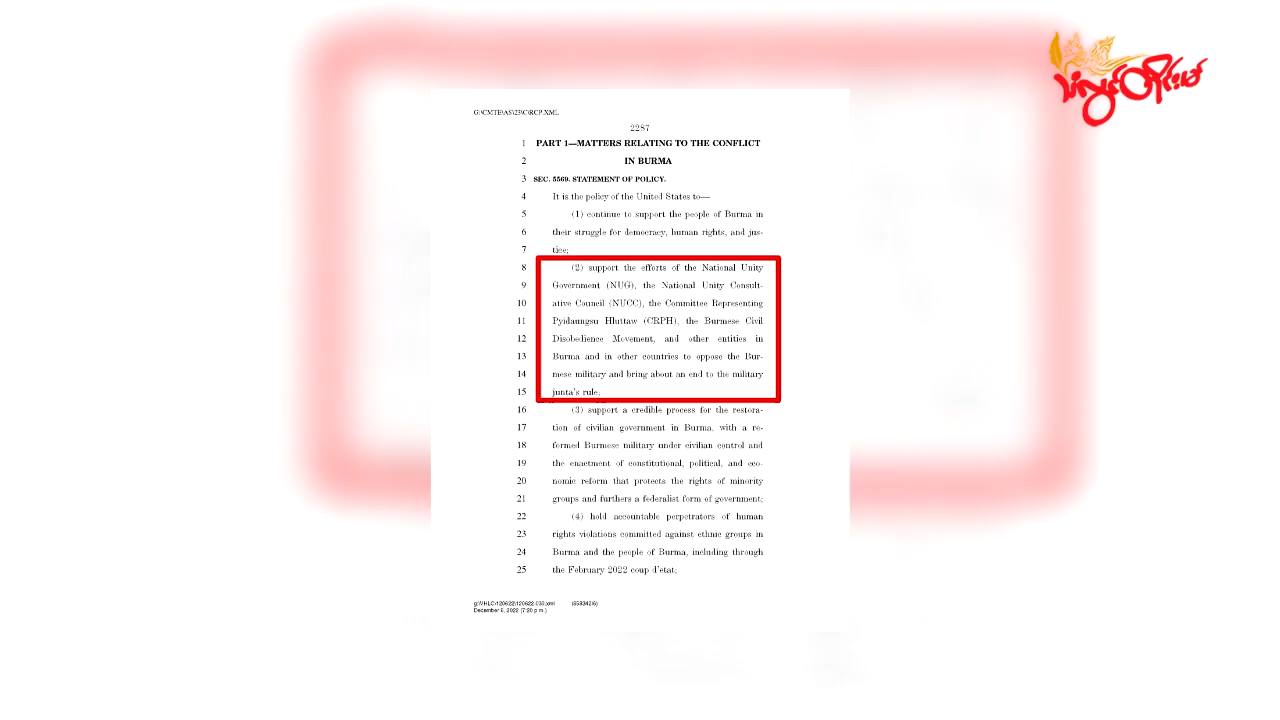 G:\CMTE\AS\23\C\RCP.XML
2287
1 PART 1—MATTERS RELATING TO THE CONFLICT
2 IN BURMA
3 SEC. 5569. STATEMENT OF POLICY.
4 It is the policy of the United States to—
5 (1) continue to support the people of Burma in
6 their struggle for democracy, human rights, and jus-
7 tice;
8 (2) support the efforts of the National Unity
9 Government (NUG), the National Unity Consult-
10 ative Council (NUCC), the Committee Representing
11 Pyidaungsu Hluttaw (CRPH), the Burmese Civil
12 Disobedience Movement, and other entities in
13 Burma and in other countries to oppose the Bur-
14 mese military and bring about an end to the military
15 junta's rule;
16 (3) support a credible process for the restora-
17 tion of civilian government in Burma, with a re-
18 formed Burmese military under civilian control and
19 the enactment of constitutional, political, and eco-
20 nomic reform that protects the rights of minority
21 groups and furthers a federalist form of government;
22 (4) hold accountable perpetrators of human
23 rights violations committed against ethnic groups in
24 Burma and the people of Burma, including through
25 the February 2022 coup d'etat;
g:\VHLC\120622\120622.030.xml (858342|6)
December 6, 2022 (7:20 p.m.)